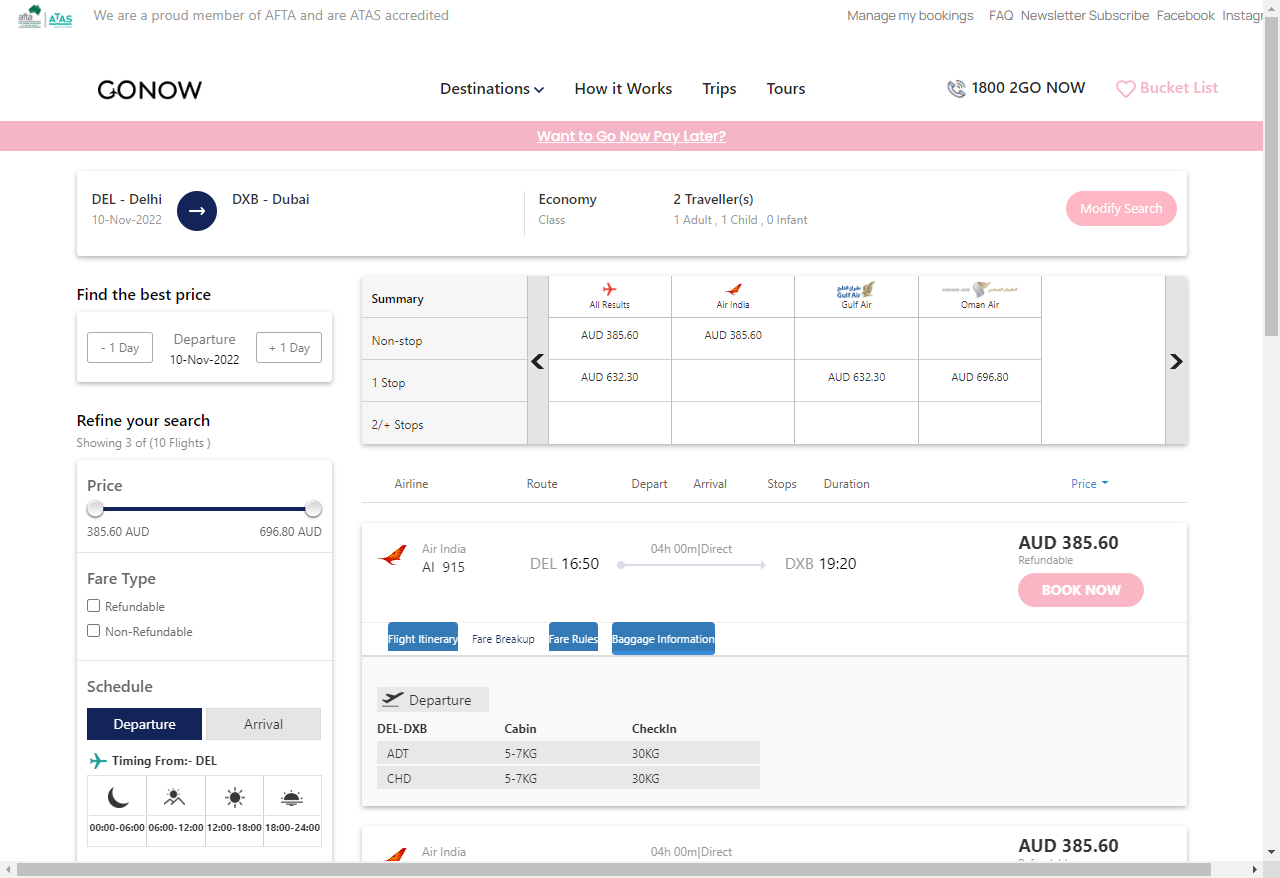 afta ATAS We are a proud member of AFTA and are ATAS accredited Manage my bookings FAQ Newsletter Subscribe Facebook Instagr
GONOW Destinations How it Works Trips Tours 1800 2GO NOW Bucket List
Want to Go Now Pay Later?
DEL - Delhi → DXB - Dubai Economy 2 Traveller(s) Modify Search
10-Nov-2022 Class 1 Adult , 1 Child , 0 Infant
Find the best price
- 1 Day Departure + 1 Day
10-Nov-2022
Refine your search
Showing 3 of (10 Flights )
Price
385.60 AUD 696.80 AUD
Fare Type
Refundable
Non-Refundable
Schedule
Departure Arrival
Timing From:- DEL
00:00-06:00 06:00-12:00 12:00-18:00 18:00-24:00
Summary All Results Air India Gulf Air Gulf Air Oman Air
Non-stop AUD 385.60 AUD 385.60
1 Stop AUD 632.30 AUD 632.30 AUD 696.80
2/+ Stops
Airline Route Depart Arrival Stops Duration Price
Air India 04h 00m|Direct AUD 385.60
AI 915 DEL 16:50 DXB 19:20 Refundable
BOOK NOW
Flight Itinerary Fare Breakup Fare Rules Baggage Information
Departure
DEL-DXB Cabin CheckIn
ADT 5-7KG 30KG
CHD 5-7KG 30KG
Air India 04h 00m|Direct AUD 385.60